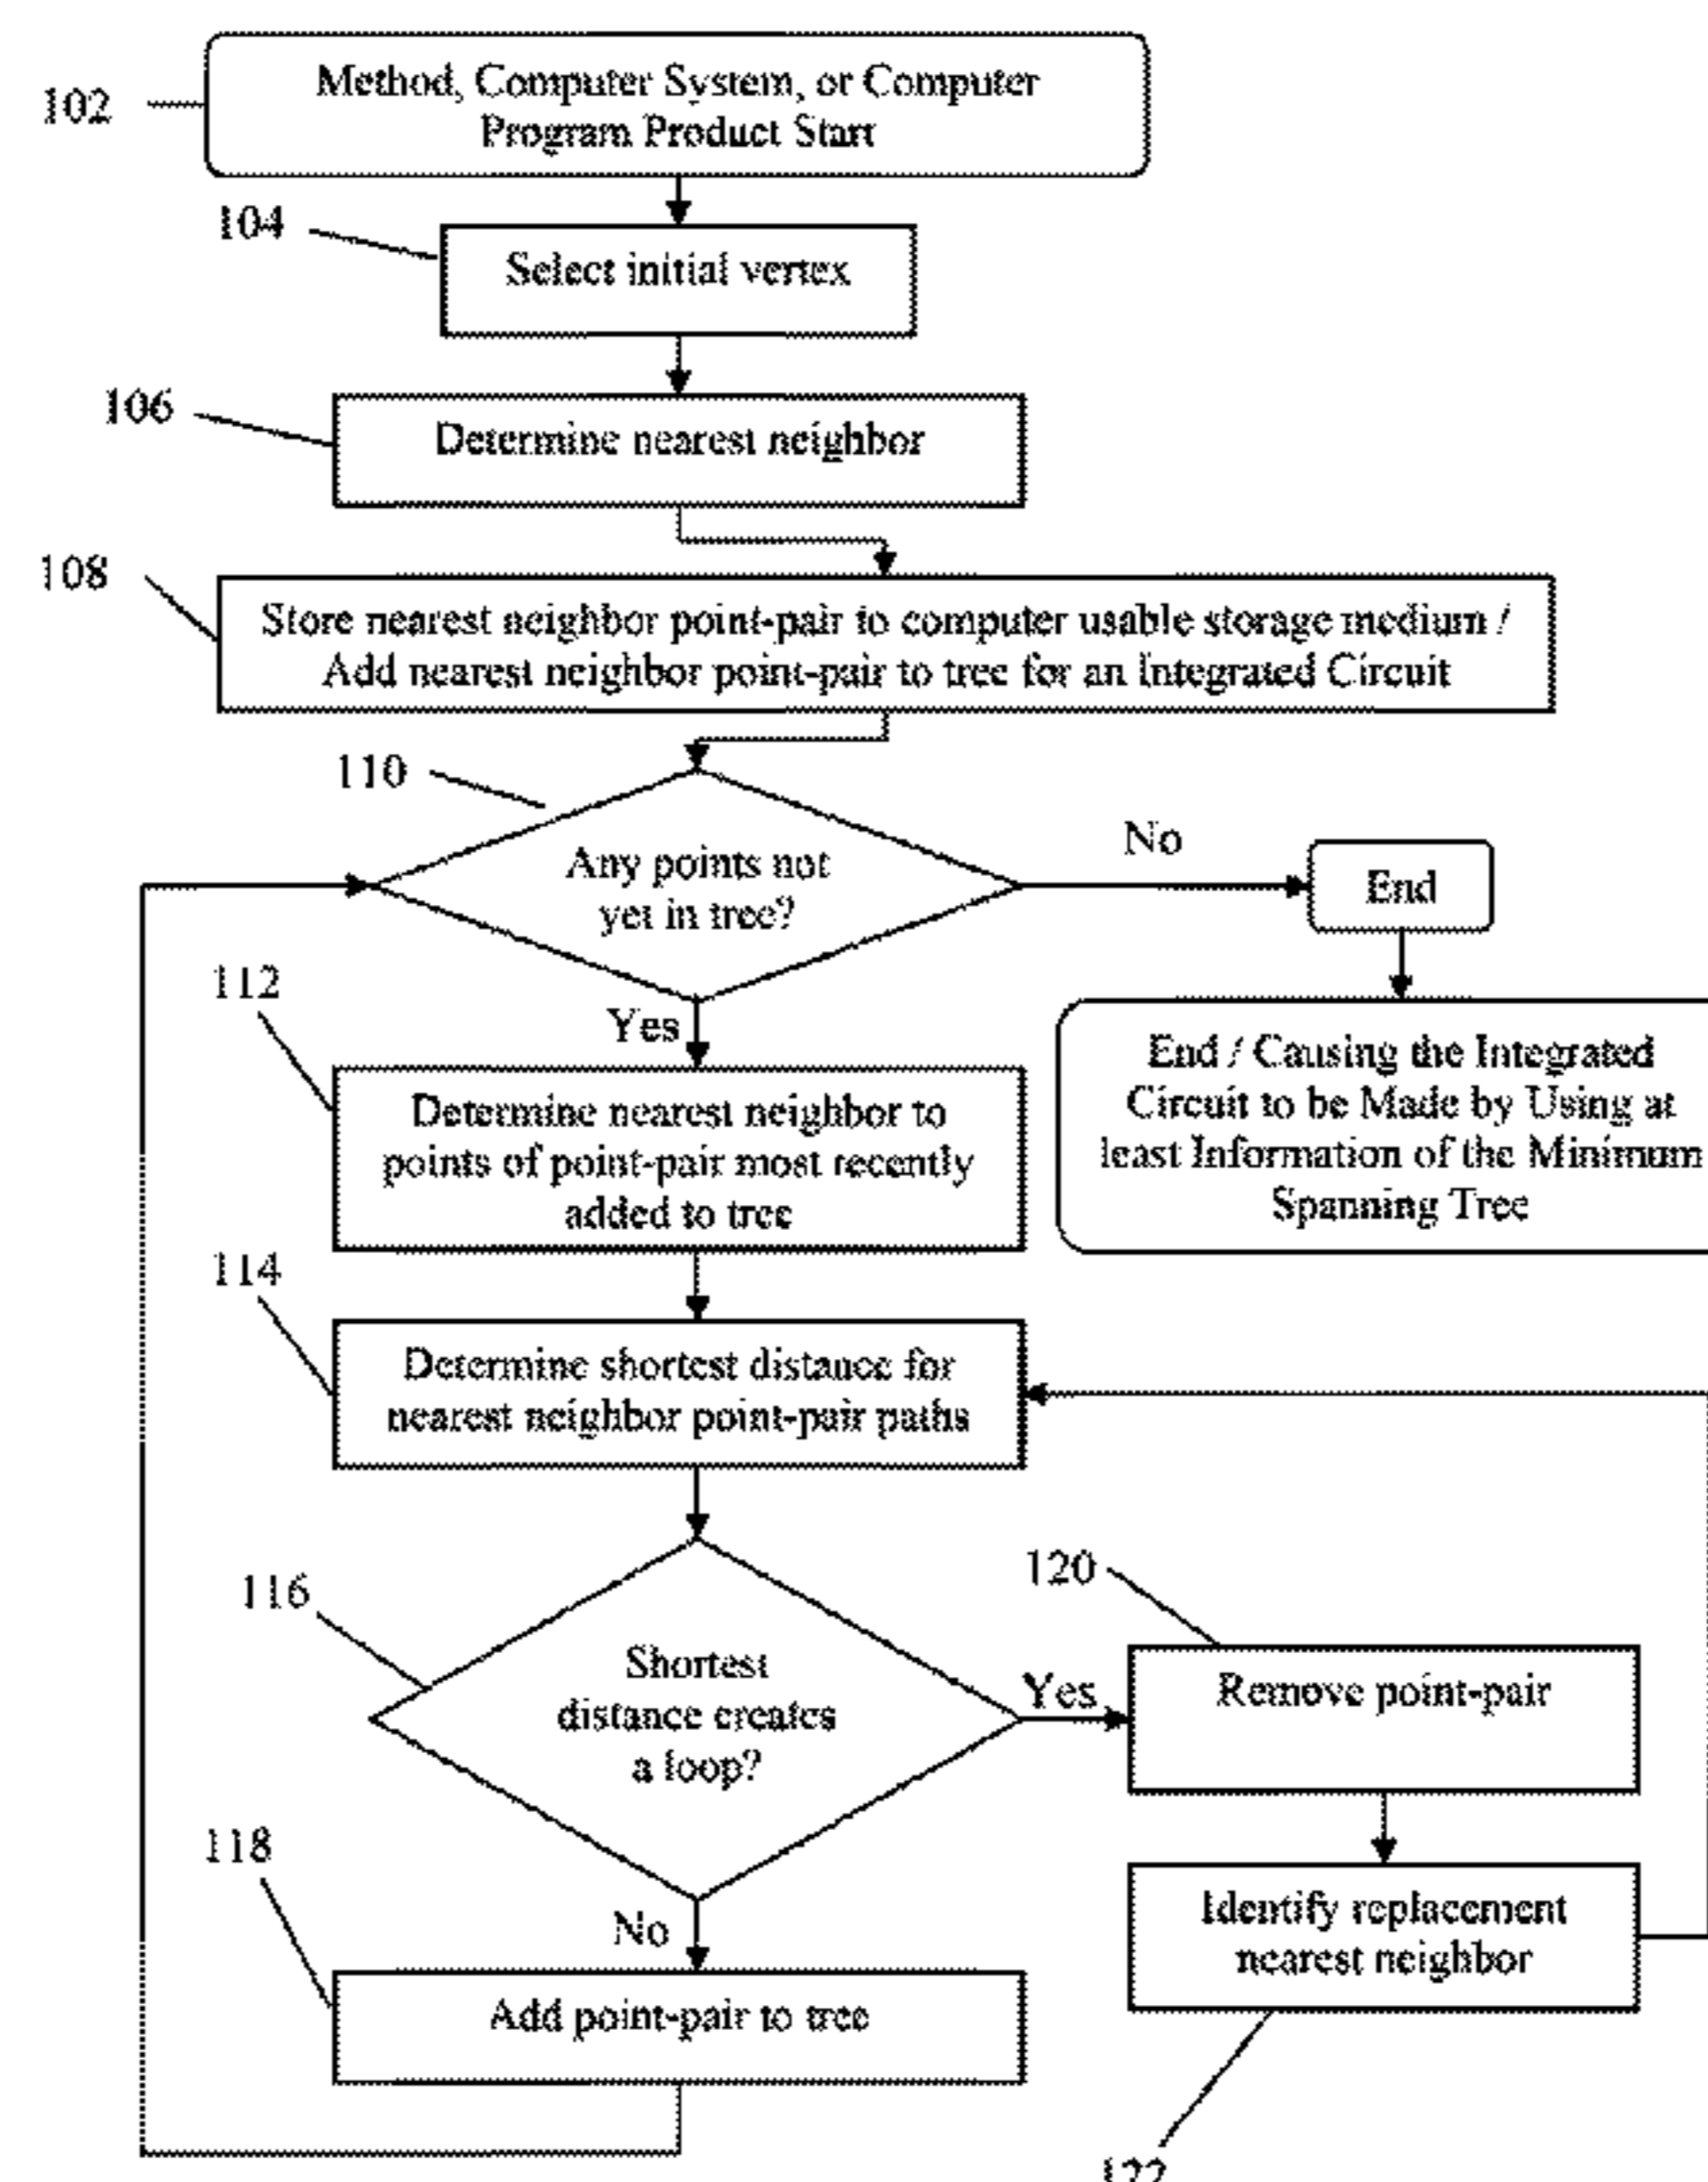 102
Method, Computer System, or Computer
Program Product Start
104
Select initial vertex
106
Determine nearest neighbor
108
Store nearest neighbor point-pair to computer usable storage medium /
Add nearest neighbor point-pair to tree for an Integrated Circuit
110
Any points not
yet in tree?
No
End
112
Yes
End / Causing the Integrated
Circuit to be Made by Using at
least Information of the Minimum
Spanning Tree
Determine nearest neighbor to
points of point-pair most recently
added to tree
114
Determine shortest distance for
nearest neighbor point-pair paths
116
Shortest
distance creates
a loop?
Yes
120
Remove point-pair
118
No
Identify replacement
nearest neighbor
Add point-pair to tree
122